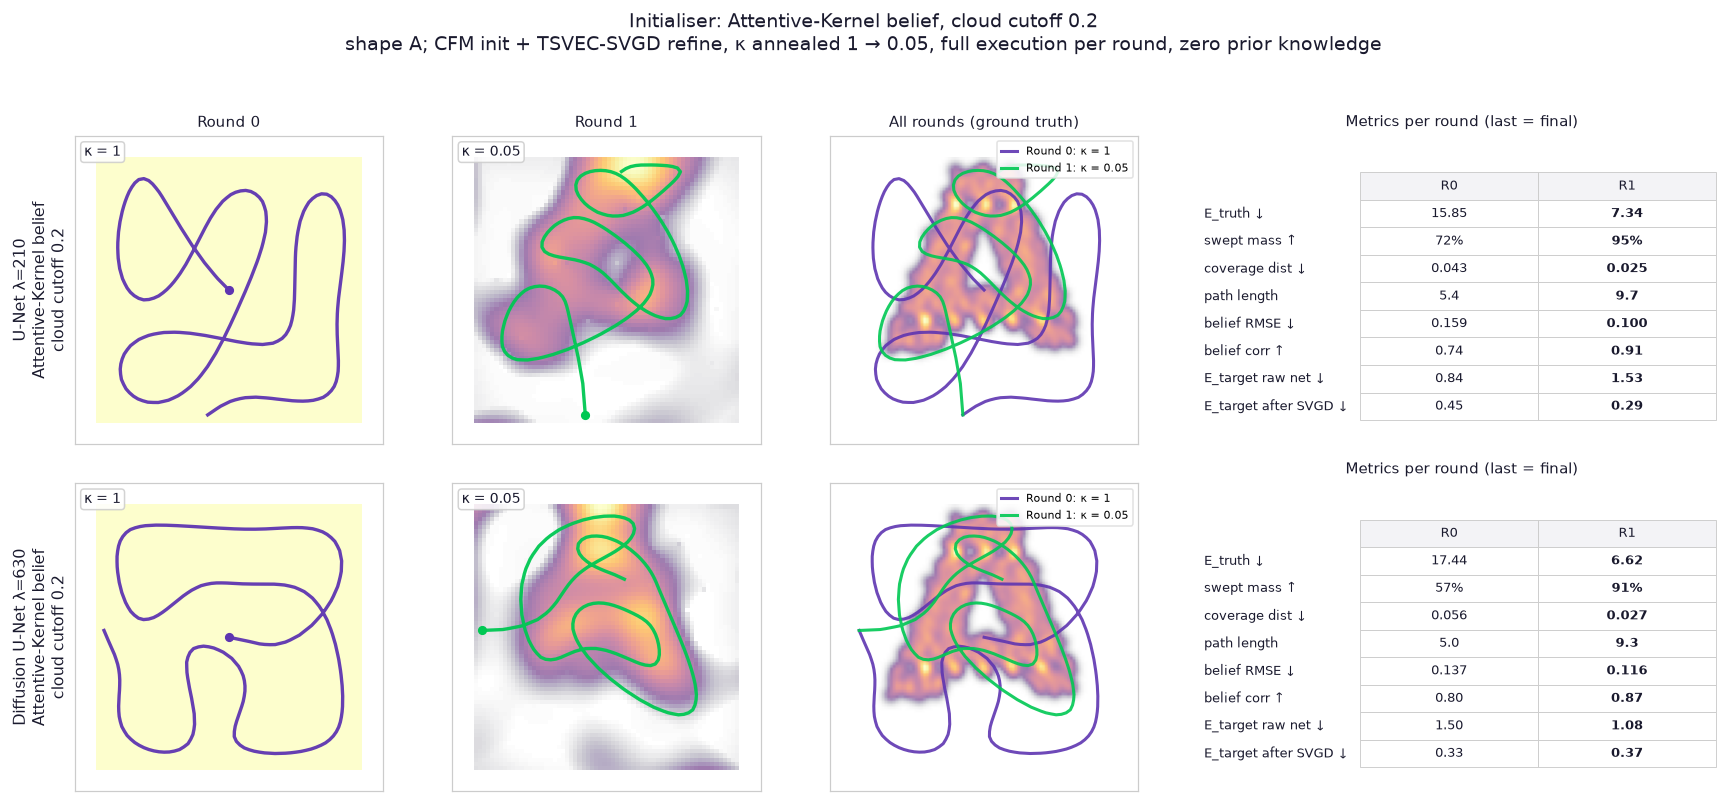 Initialiser: Attentive-Kernel belief, cloud cutoff 0.2
shape A; CFM init + TSVEC-SVGD refine, κ annealed 1 → 0.05, full execution per round, zero prior knowledge
Round 0
Round 1
All rounds (ground truth)
Metrics per round (last = final)
U-Net λ=210
Attentive-Kernel belief
cloud cutoff 0.2
κ = 1
κ = 0.05
Round 0: κ = 1
Round 1: κ = 0.05
R0 R1
E_truth ↓ 15.85 7.34
swept mass ↑ 72% 95%
coverage dist ↓ 0.043 0.025
path length 5.4 9.7
belief RMSE ↓ 0.159 0.100
belief corr ↑ 0.74 0.91
E_target raw net ↓ 0.84 1.53
E_target after SVGD ↓ 0.45 0.29
Metrics per round (last = final)
Diffusion U-Net λ=630
Attentive-Kernel belief
cloud cutoff 0.2
κ = 1
κ = 0.05
Round 0: κ = 1
Round 1: κ = 0.05
R0 R1
E_truth ↓ 17.44 6.62
swept mass ↑ 57% 91%
coverage dist ↓ 0.056 0.027
path length 5.0 9.3
belief RMSE ↓ 0.137 0.116
belief corr ↑ 0.80 0.87
E_target raw net ↓ 1.50 1.08
E_target after SVGD ↓ 0.33 0.37